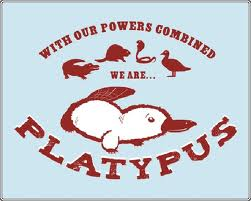 WITH OUR POWERS COMBINED
WE ARE...
PLATYPUS